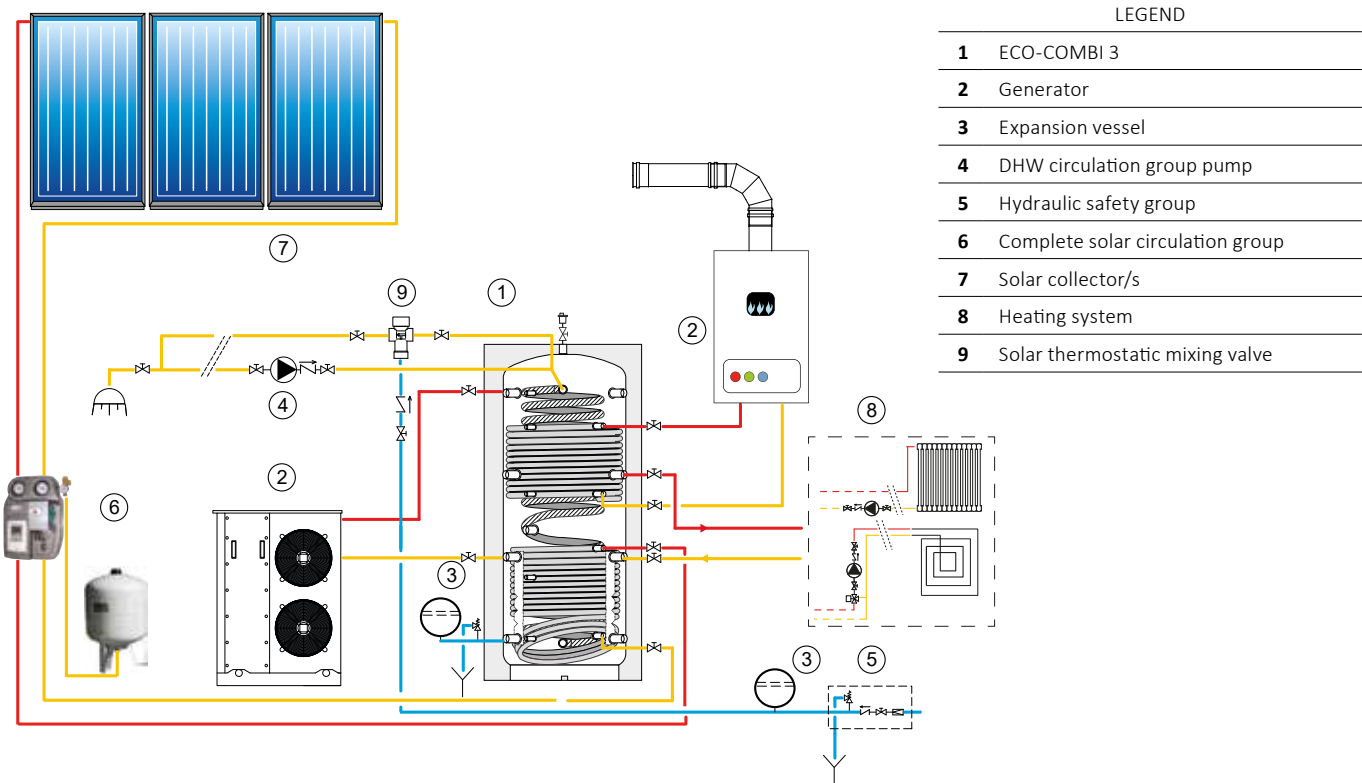 LEGEND
1 ECO-COMBI 3
2 Generator
3 Expansion vessel
4 DHW circulation group pump
5 Hydraulic safety group
6 Complete solar circulation group
7 Solar collector/s
8 Heating system
9 Solar thermostatic mixing valve
7
9
1
2
4
8
2
6
3
3
5